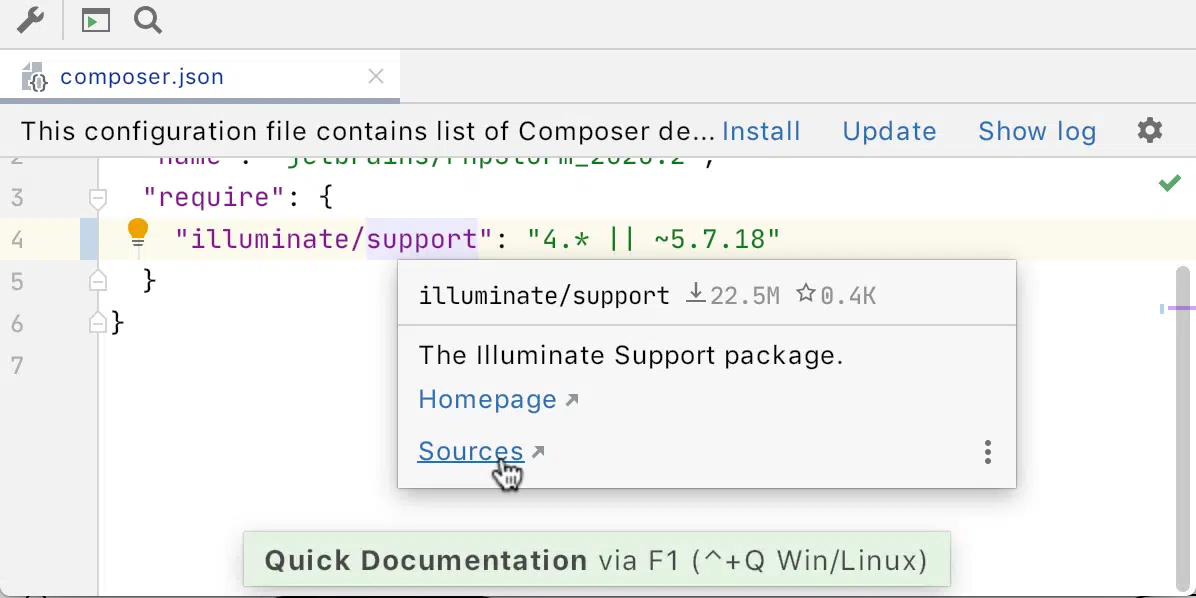 composer.json
This configuration file contains list of Composer de... Install Update Show log
2 "name": "jetbrains/PhpStorm_2020.2",
3 "require": {
4 "illuminate/support": "4.* || ~5.7.18"
illuminate/support 22.5M 0.4K
5 }
6 }
The Illuminate Support package.
7
Homepage
Sources
Quick Documentation via F1 (^+Q Win/Linux)